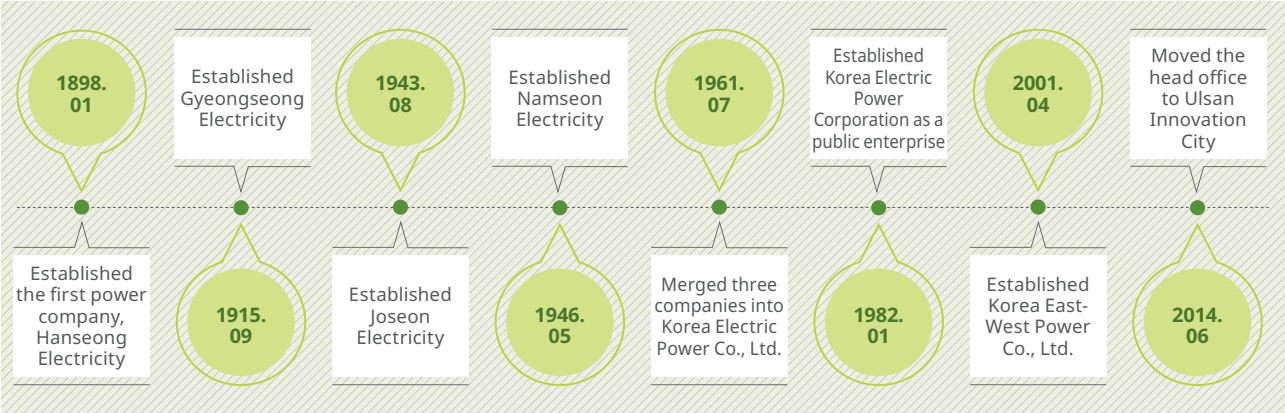 1898.
01
Established
the first power
company,
Hanseong
Electricity
Established
Gyeongseong
Electricity
1915.
09
1943.
08
Established
Joseon
Electricity
Established
Namseon
Electricity
1946.
05
1961.
07
Merged three
companies into
Korea Electric
Power Co., Ltd.
Established
Korea Electric
Power
Corporation as a
public enterprise
1982.
01
2001.
04
Established
Korea East-
West Power
Co., Ltd.
Moved the
head office
to Ulsan
Innovation
City
2014.
06